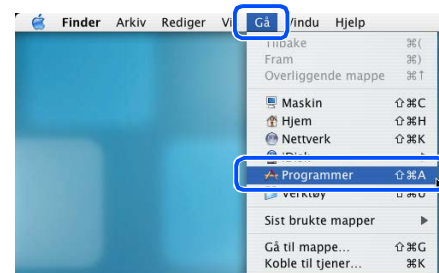 Finder Arkiv Rediger Vi Gå Vindu Hjelp
Tilbake ⌘(
Fram ⌘)
Overliggende mappe ⌘↑
Maskin ⇧⌘C
Hjem ⇧⌘H
Nettverk ⇧⌘K
iDisk
Programmer ⇧⌘A
Verktøy ⇧⌘U
Sist brukte mapper
Gå til mappe... ⇧⌘G
Koble til tjener... ⌘K